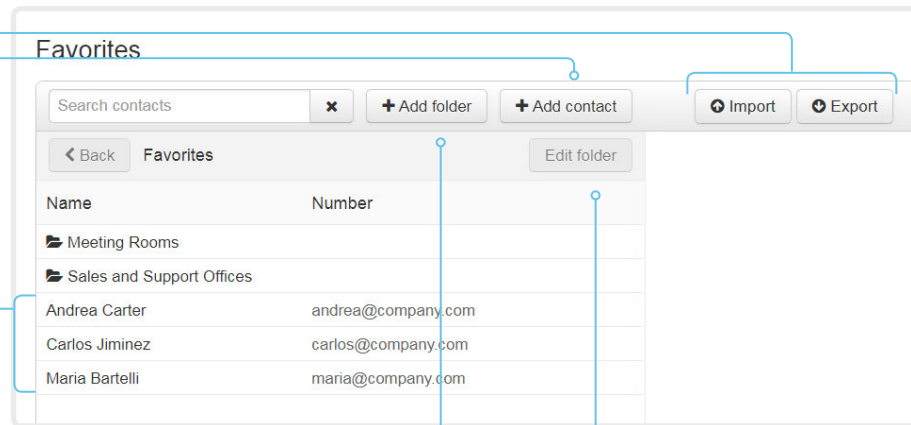 Favorites
Search contacts
Add folder
Add contact
Import
Export
Back
Favorites
Edit folder
Name
Number
Meeting Rooms
Sales and Support Offices
Andrea Carter andrea@company.com
Carlos Jiminez carlos@company.com
Maria Bartelli maria@company.com